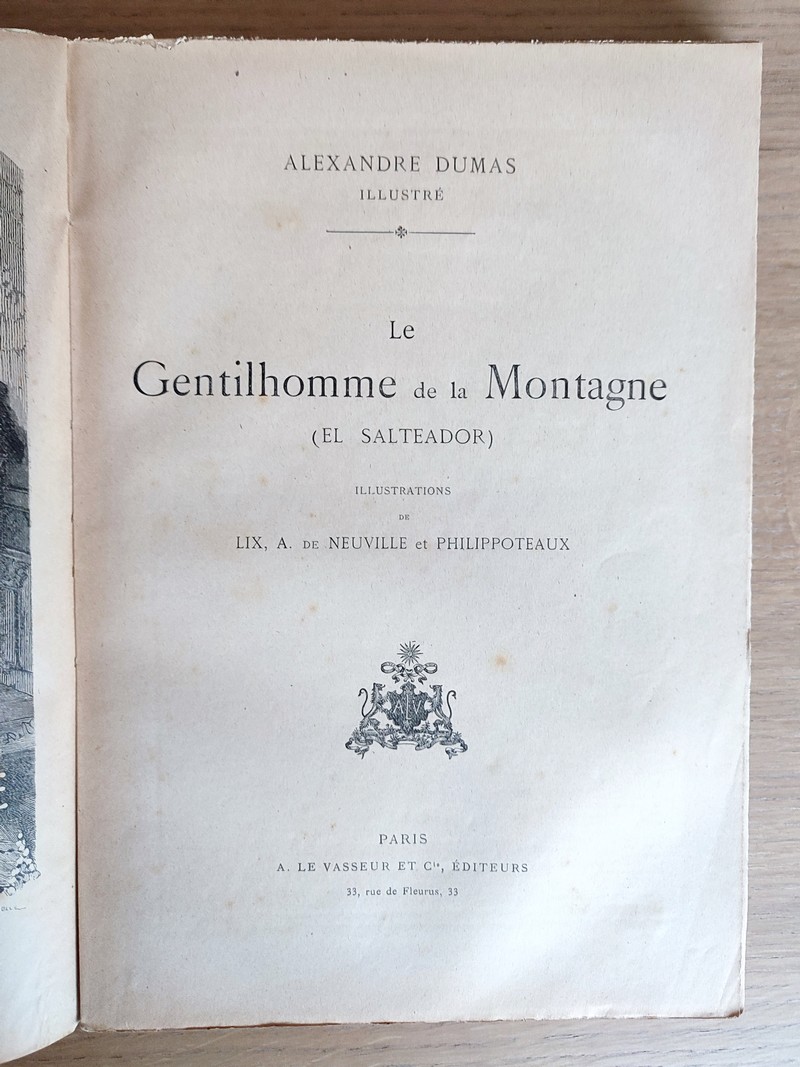 ALEXANDRE DUMAS
ILLUSTRÉ
Le
Gentilhomme de la Montagne
(EL SALTEADOR)
ILLUSTRATIONS
DE
LIX, A. DE NEUVILLE et PHILIPPOTEAUX
ALV
PARIS
A. LE VASSEUR ET Cie, ÉDITEURS
33, rue de Fleurus, 33